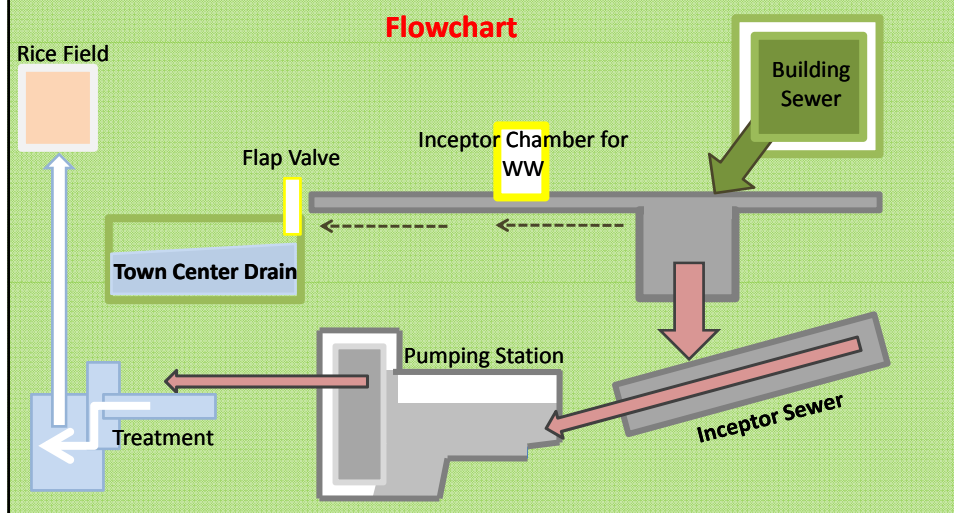 Flowchart
Rice Field
Building
Sewer
Inceptor Chamber for
WW
Flap Valve
Town Center Drain
Pumping Station
Inceptor Sewer
Treatment